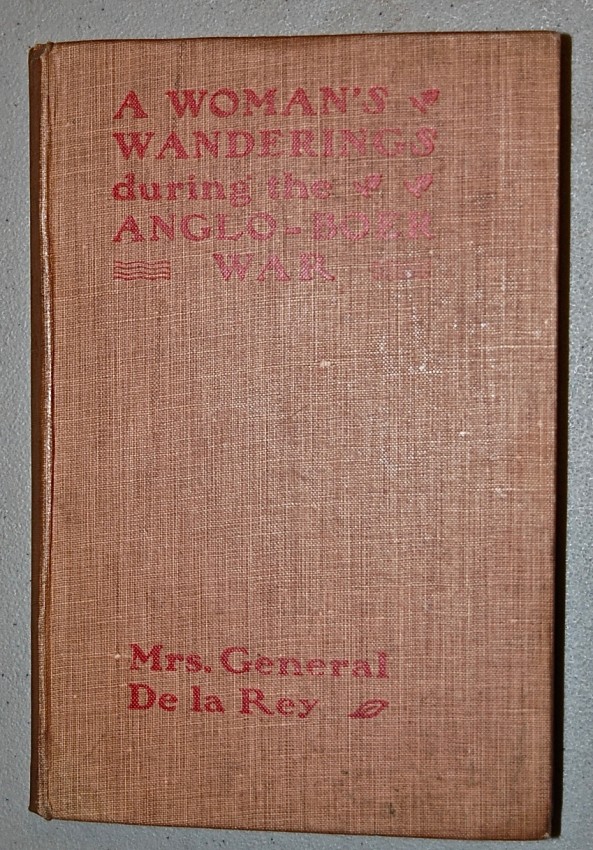 A WOMAN'S
WANDERINGS
during the
ANGLO-BOER
WAR
Mrs. General
De la Rey